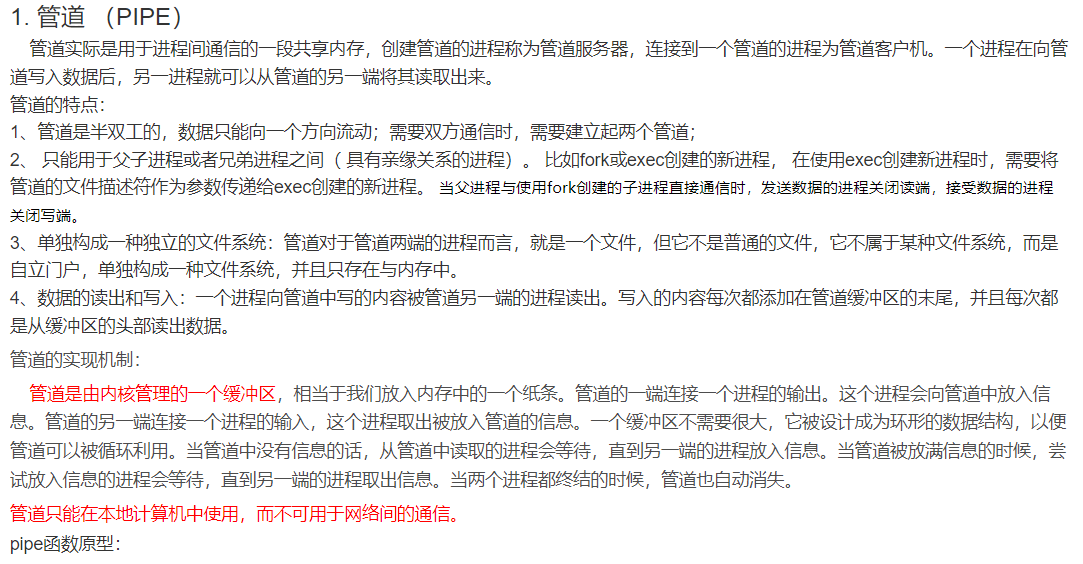 1. 管道 （PIPE）
管道实际是用于进程间通信的一段共享内存，创建管道的进程称为管道服务器，连接到一个管道的进程为管道客户机。一个进程在向管
道写入数据后，另一进程就可以从管道的另一端将其读取出来。
管道的特点：
1、管道是半双工的，数据只能向一个方向流动；需要双方通信时，需要建立起两个管道；
2、 只能用于父子进程或者兄弟进程之间（ 具有亲缘关系的进程）。 比如fork或exec创建的新进程， 在使用exec创建新进程时，需要将
管道的文件描述符作为参数传递给exec创建的新进程。 当父进程与使用fork创建的子进程直接通信时，发送数据的进程关闭读端，接受数据的进程
关闭写端。
3、单独构成一种独立的文件系统：管道对于管道两端的进程而言，就是一个文件，但它不是普通的文件，它不属于某种文件系统，而是
自立门户，单独构成一种文件系统，并且只存在与内存中。
4、数据的读出和写入：一个进程向管道中写的内容被管道另一端的进程读出。写入的内容每次都添加在管道缓冲区的末尾，并且每次都
是从缓冲区的头部读出数据。
管道的实现机制：
管道是由内核管理的一个缓冲区，相当于我们放入内存中的一个纸条。管道的一端连接一个进程的输出。这个进程会向管道中放入信
息。管道的另一端连接一个进程的输入，这个进程取出被放入管道的信息。一个缓冲区不需要很大，它被设计成为环形的数据结构，以便
管道可以被循环利用。当管道中没有信息的话，从管道中读取的进程会等待，直到另一端的进程放入信息。当管道被放满信息的时候，尝
试放入信息的进程会等待，直到另一端的进程取出信息。当两个进程都终结的时候，管道也自动消失。
管道只能在本地计算机中使用，而不可用于网络间的通信。
pipe函数原型：